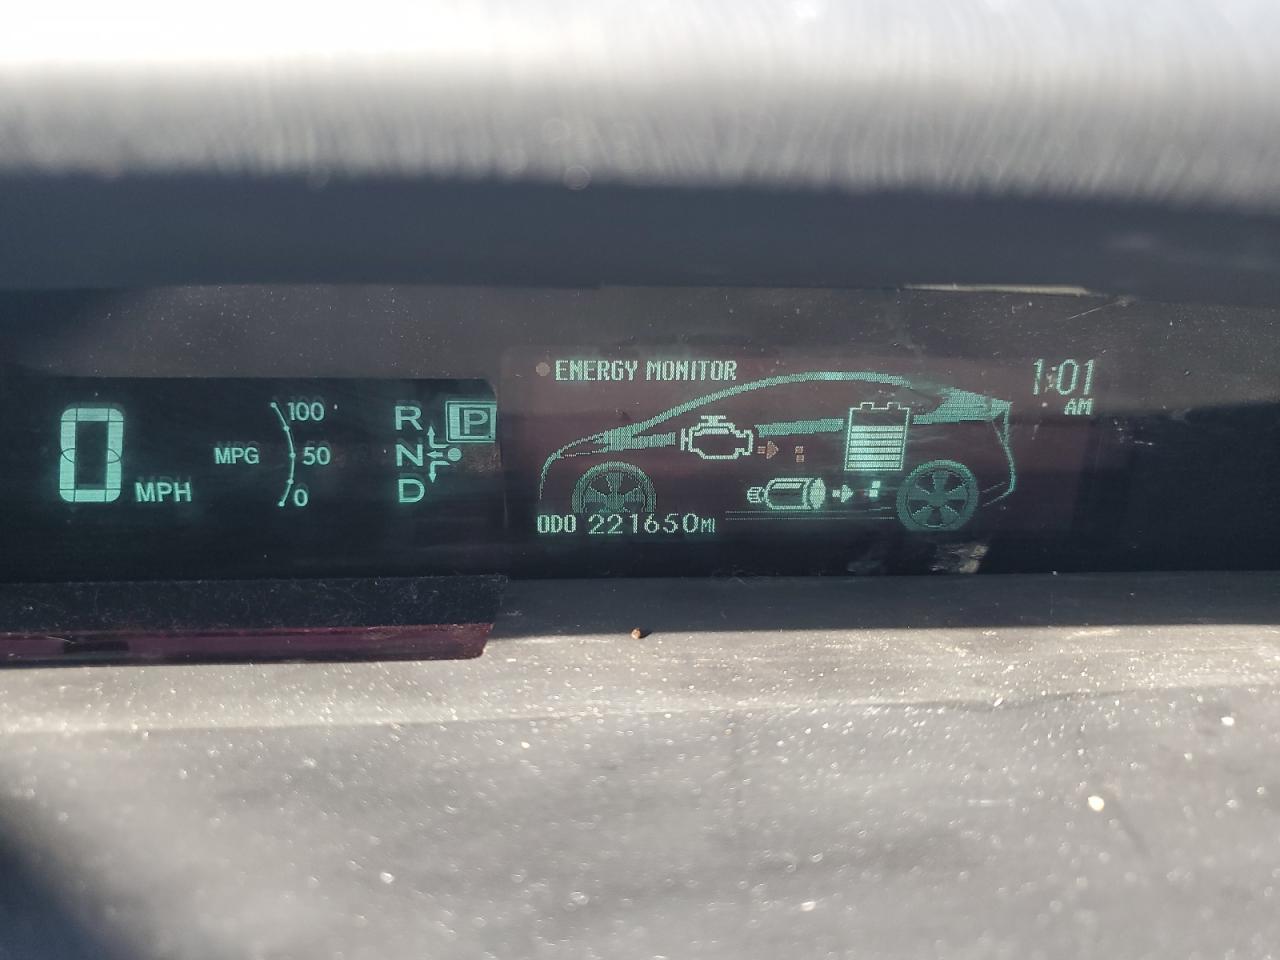 ENERGY MONITOR
1:01
AM
0 MPH
MPG
100
50
0
R
P
N
D
ODO 221650MI